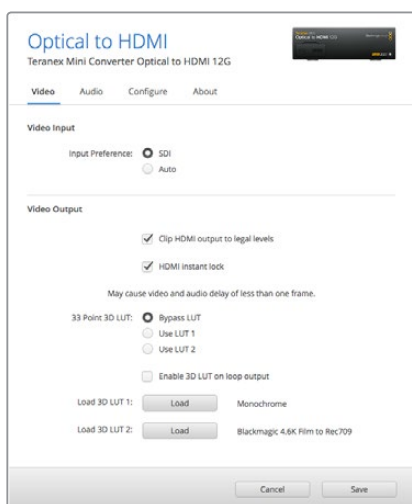 Optical to HDMI
Teranex Mini Converter Optical to HDMI 12G
Optical to HDMI 12G
Video Audio Configure About
Video Input
Input Preference: SDI
Auto
Video Output
Clip HDMI output to legal levels
HDMI instant lock
May cause video and audio delay of less than one frame.
33 Point 3D LUT: Bypass LUT
Use LUT 1
Use LUT 2
Enable 3D LUT on loop output
Load 3D LUT 1: Load Monochrome
Load 3D LUT 2: Load Blackmagic 4.6K Film to Rec709
Cancel Save